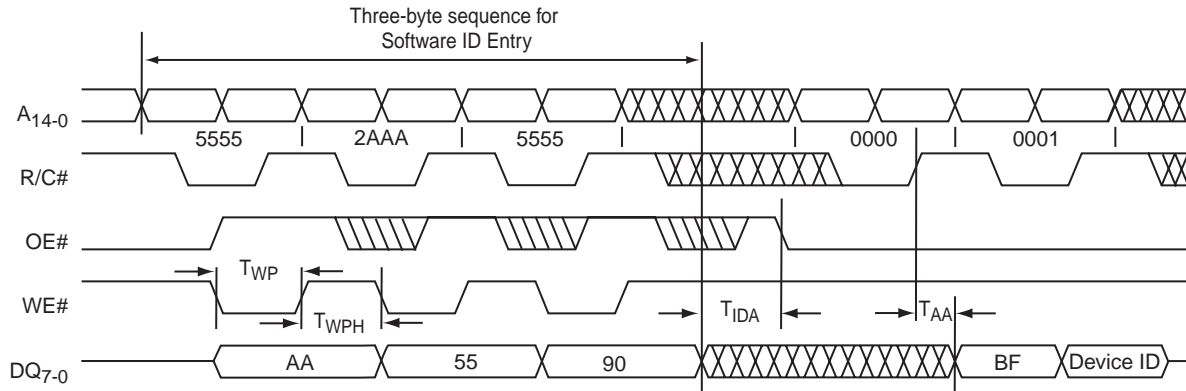 Three-byte sequence for
Software ID Entry
A14-0
5555 2AAA 5555 0000 0001
R/C#
OE#
TWP
WE#
TWPH TIDA TAA
DQ7-0 AA 55 90 BF Device ID